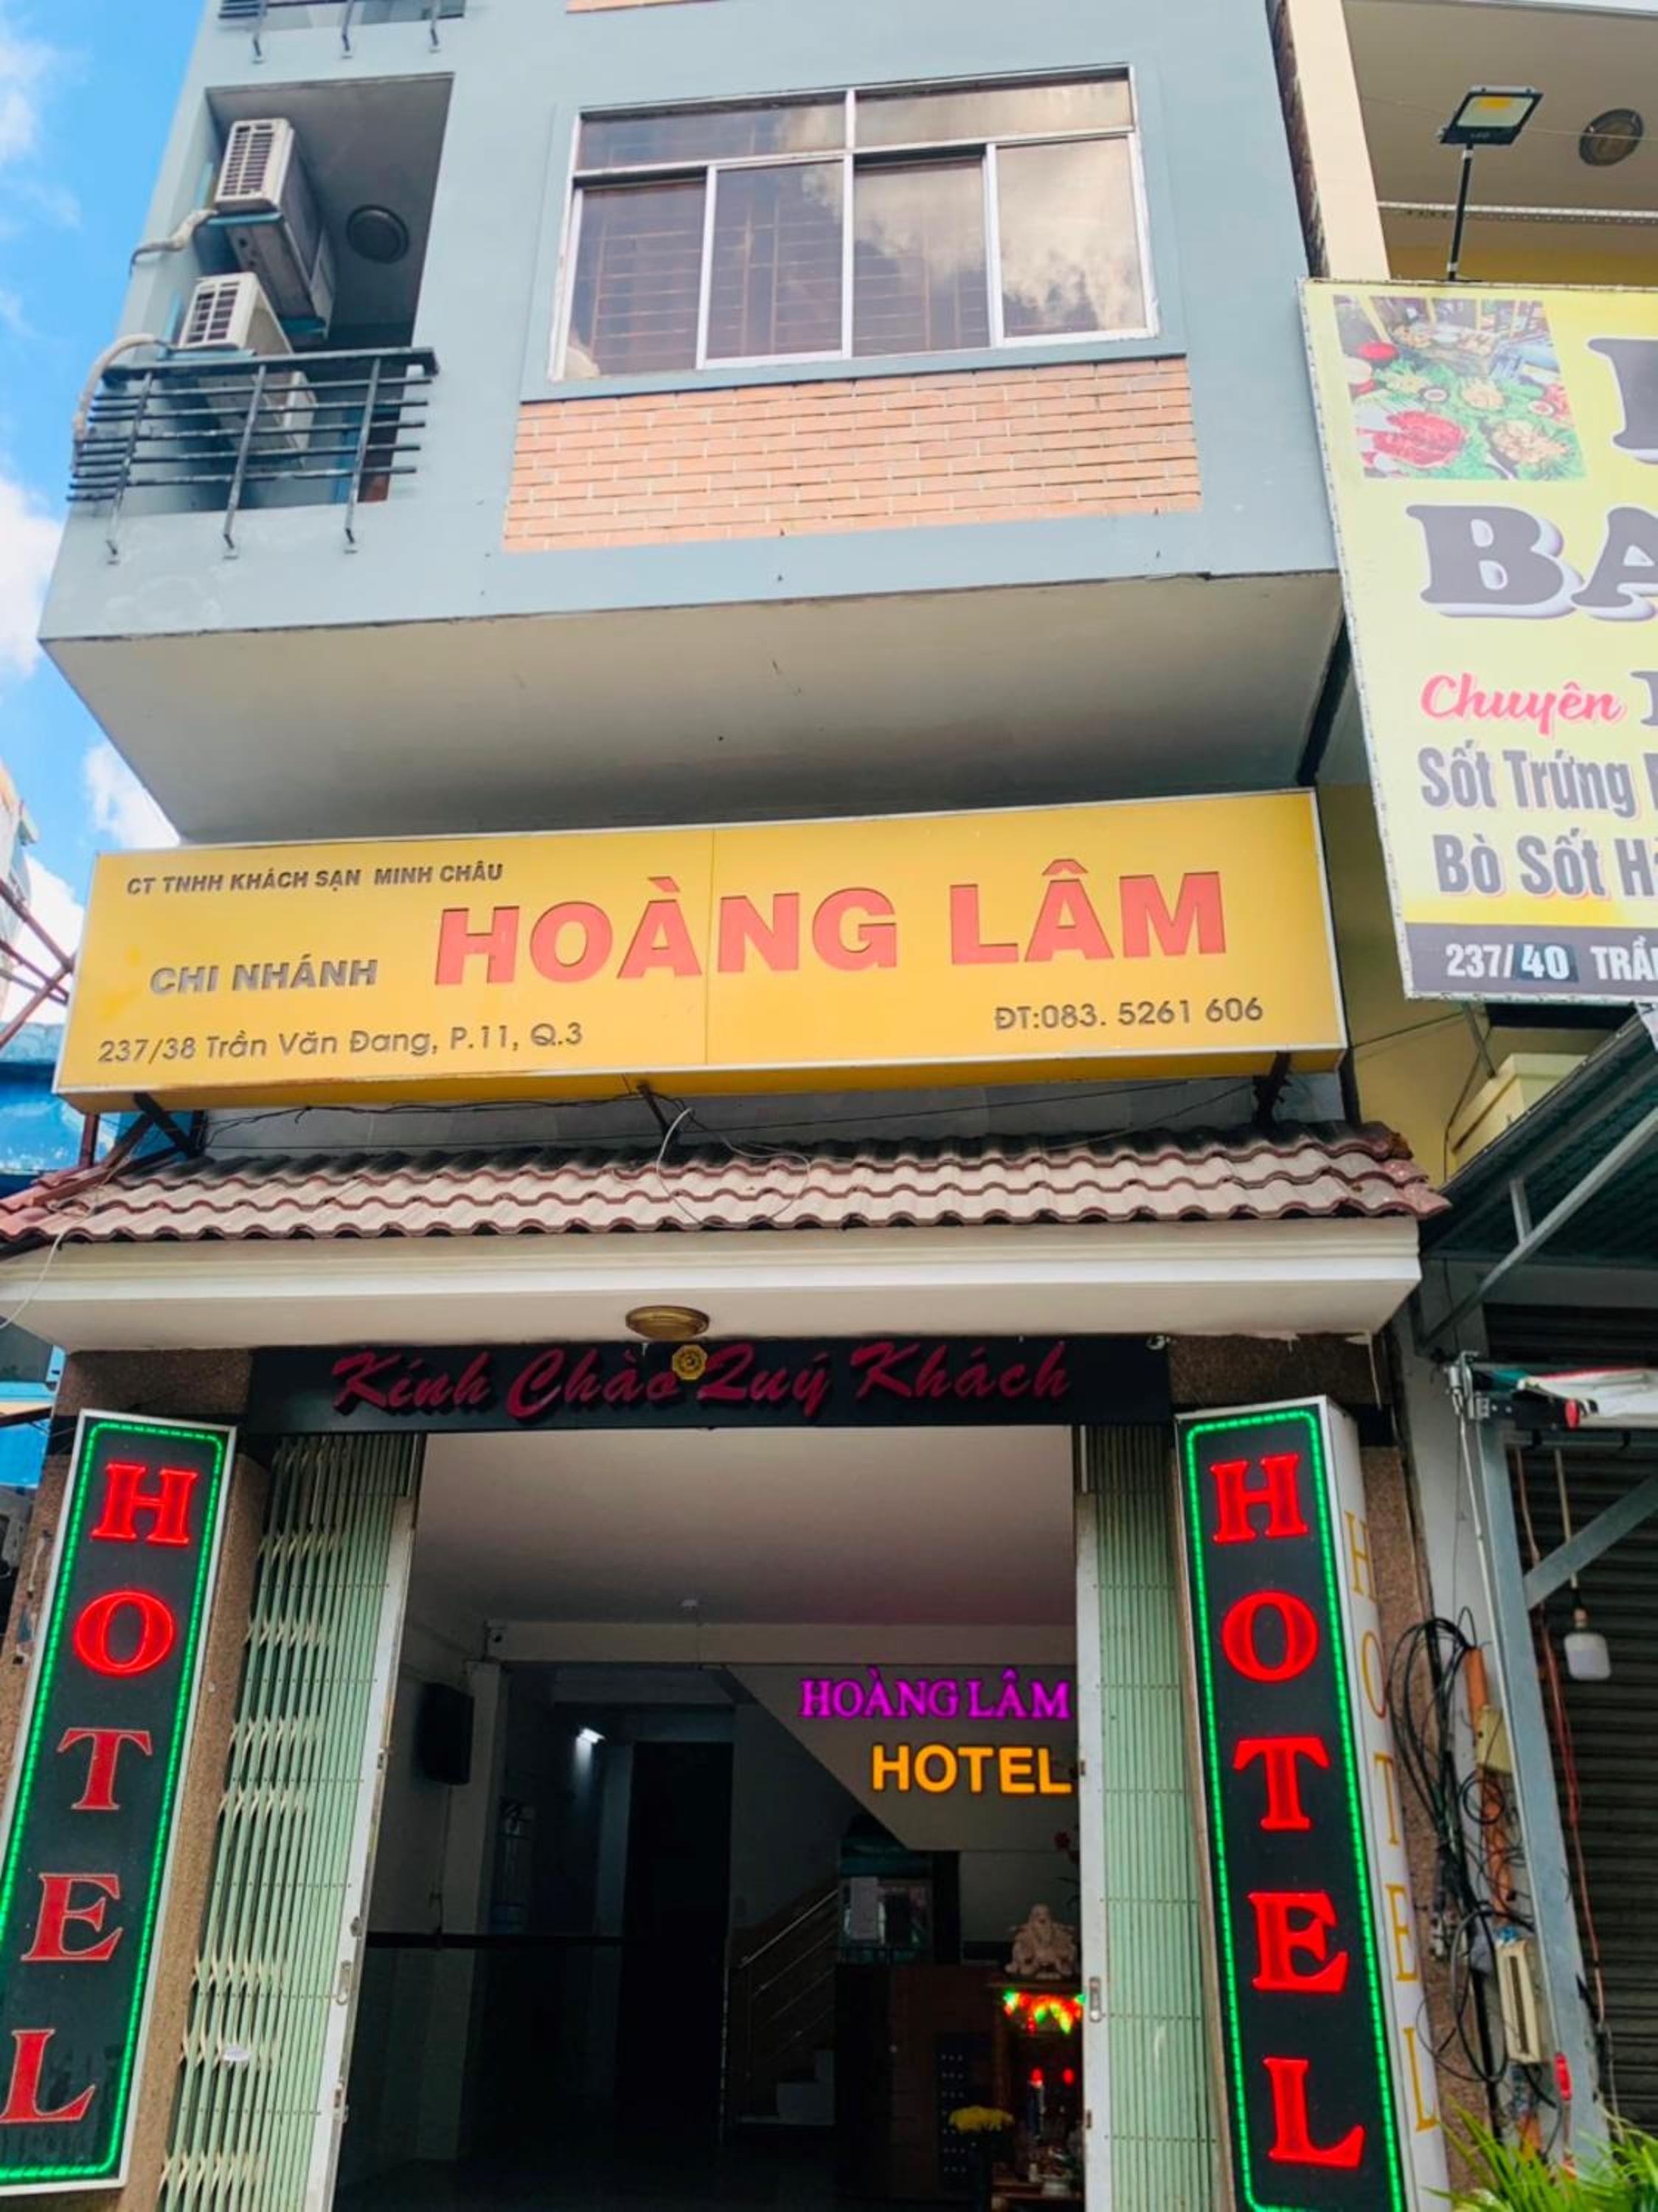 CT TNHH KHÁCH SẠN MINH CHÂU
CHI NHÁNH HOÀNG LÂM
237/38 Trần Văn Đang, P.11, Q.3
ĐT:083. 5261 606
Kính Chào Quý Khách
HOTEL
HOÀNG LÂM
HOTEL
HOTEL
HOTEL
Chuyên
Sốt Trứng
Bò Sốt
237/40